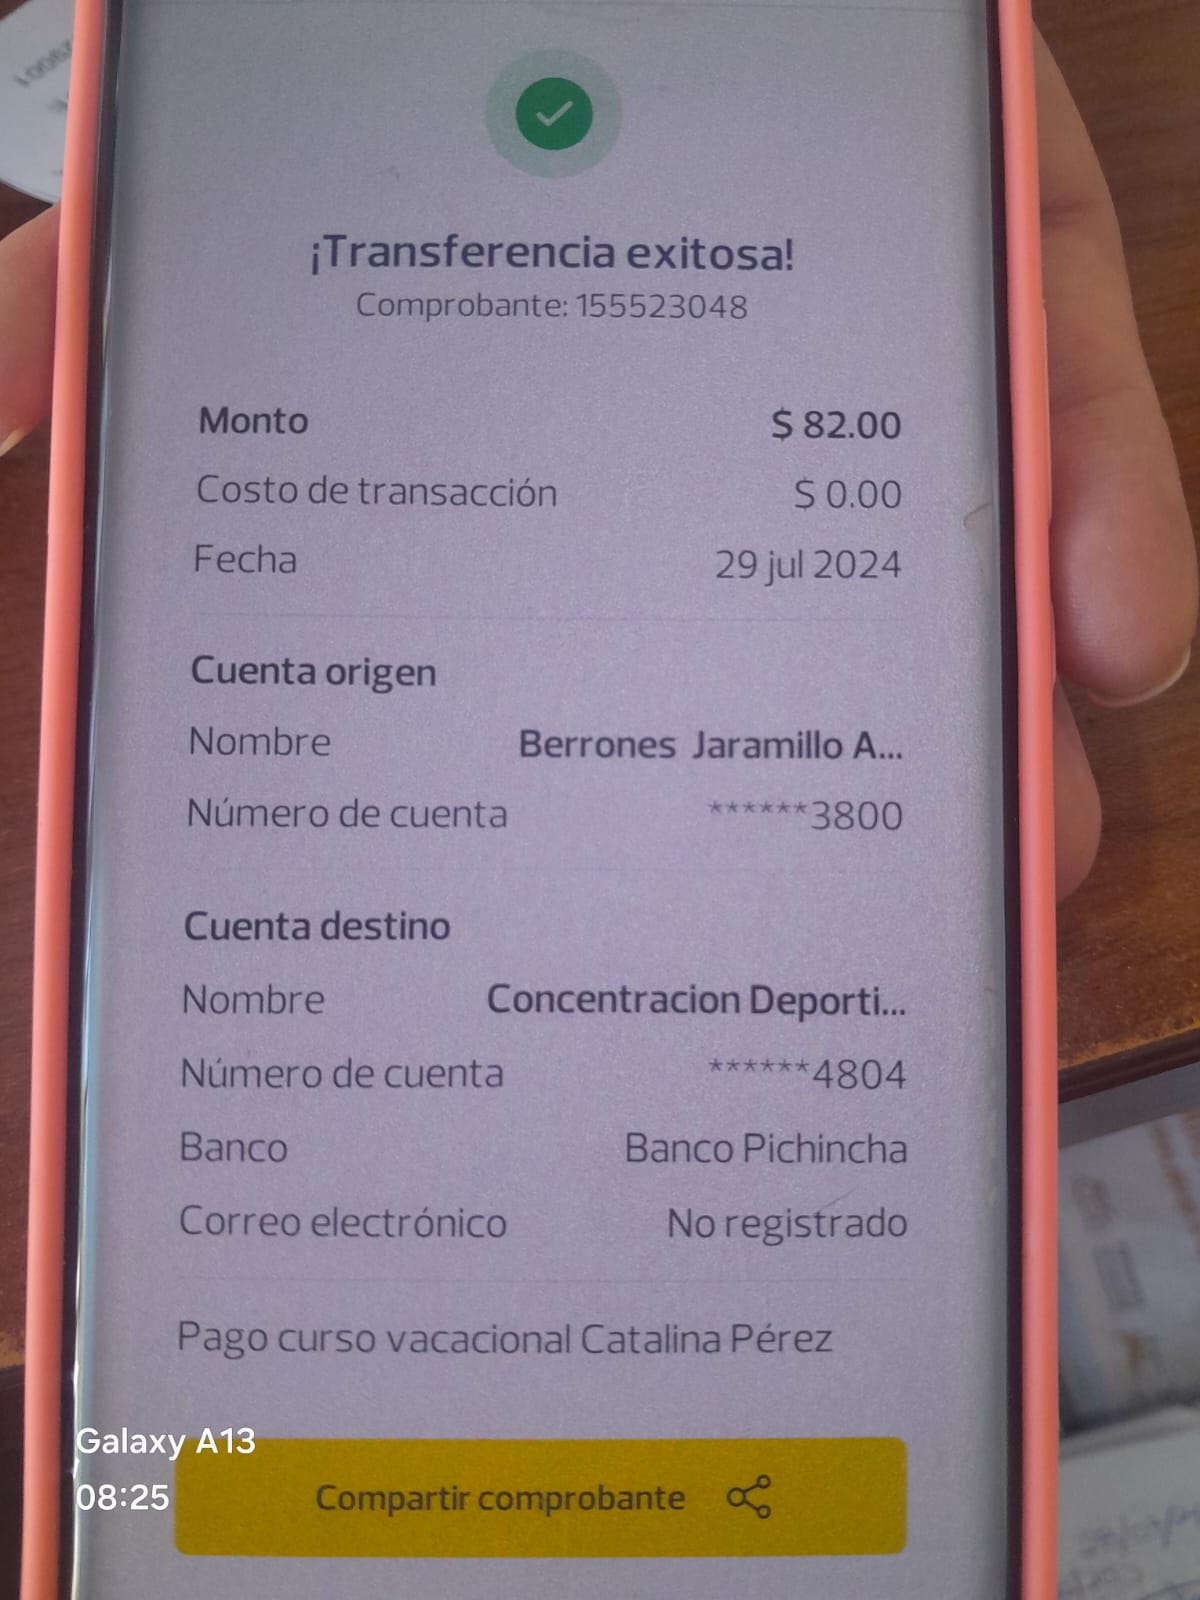 ¡Transferencia exitosa!
Comprobante: 155523048
Monto $ 82.00
Costo de transacción $ 0.00
Fecha 29 jul 2024
Cuenta origen
Nombre Berrones Jaramillo A...
Número de cuenta ******3800
Cuenta destino
Nombre Concentracion Deporti...
Número de cuenta ******4804
Banco Banco Pichincha
Correo electrónico No registrado
Pago curso vacacional Catalina Pérez
Compartir comprobante
Galaxy A13
08:25